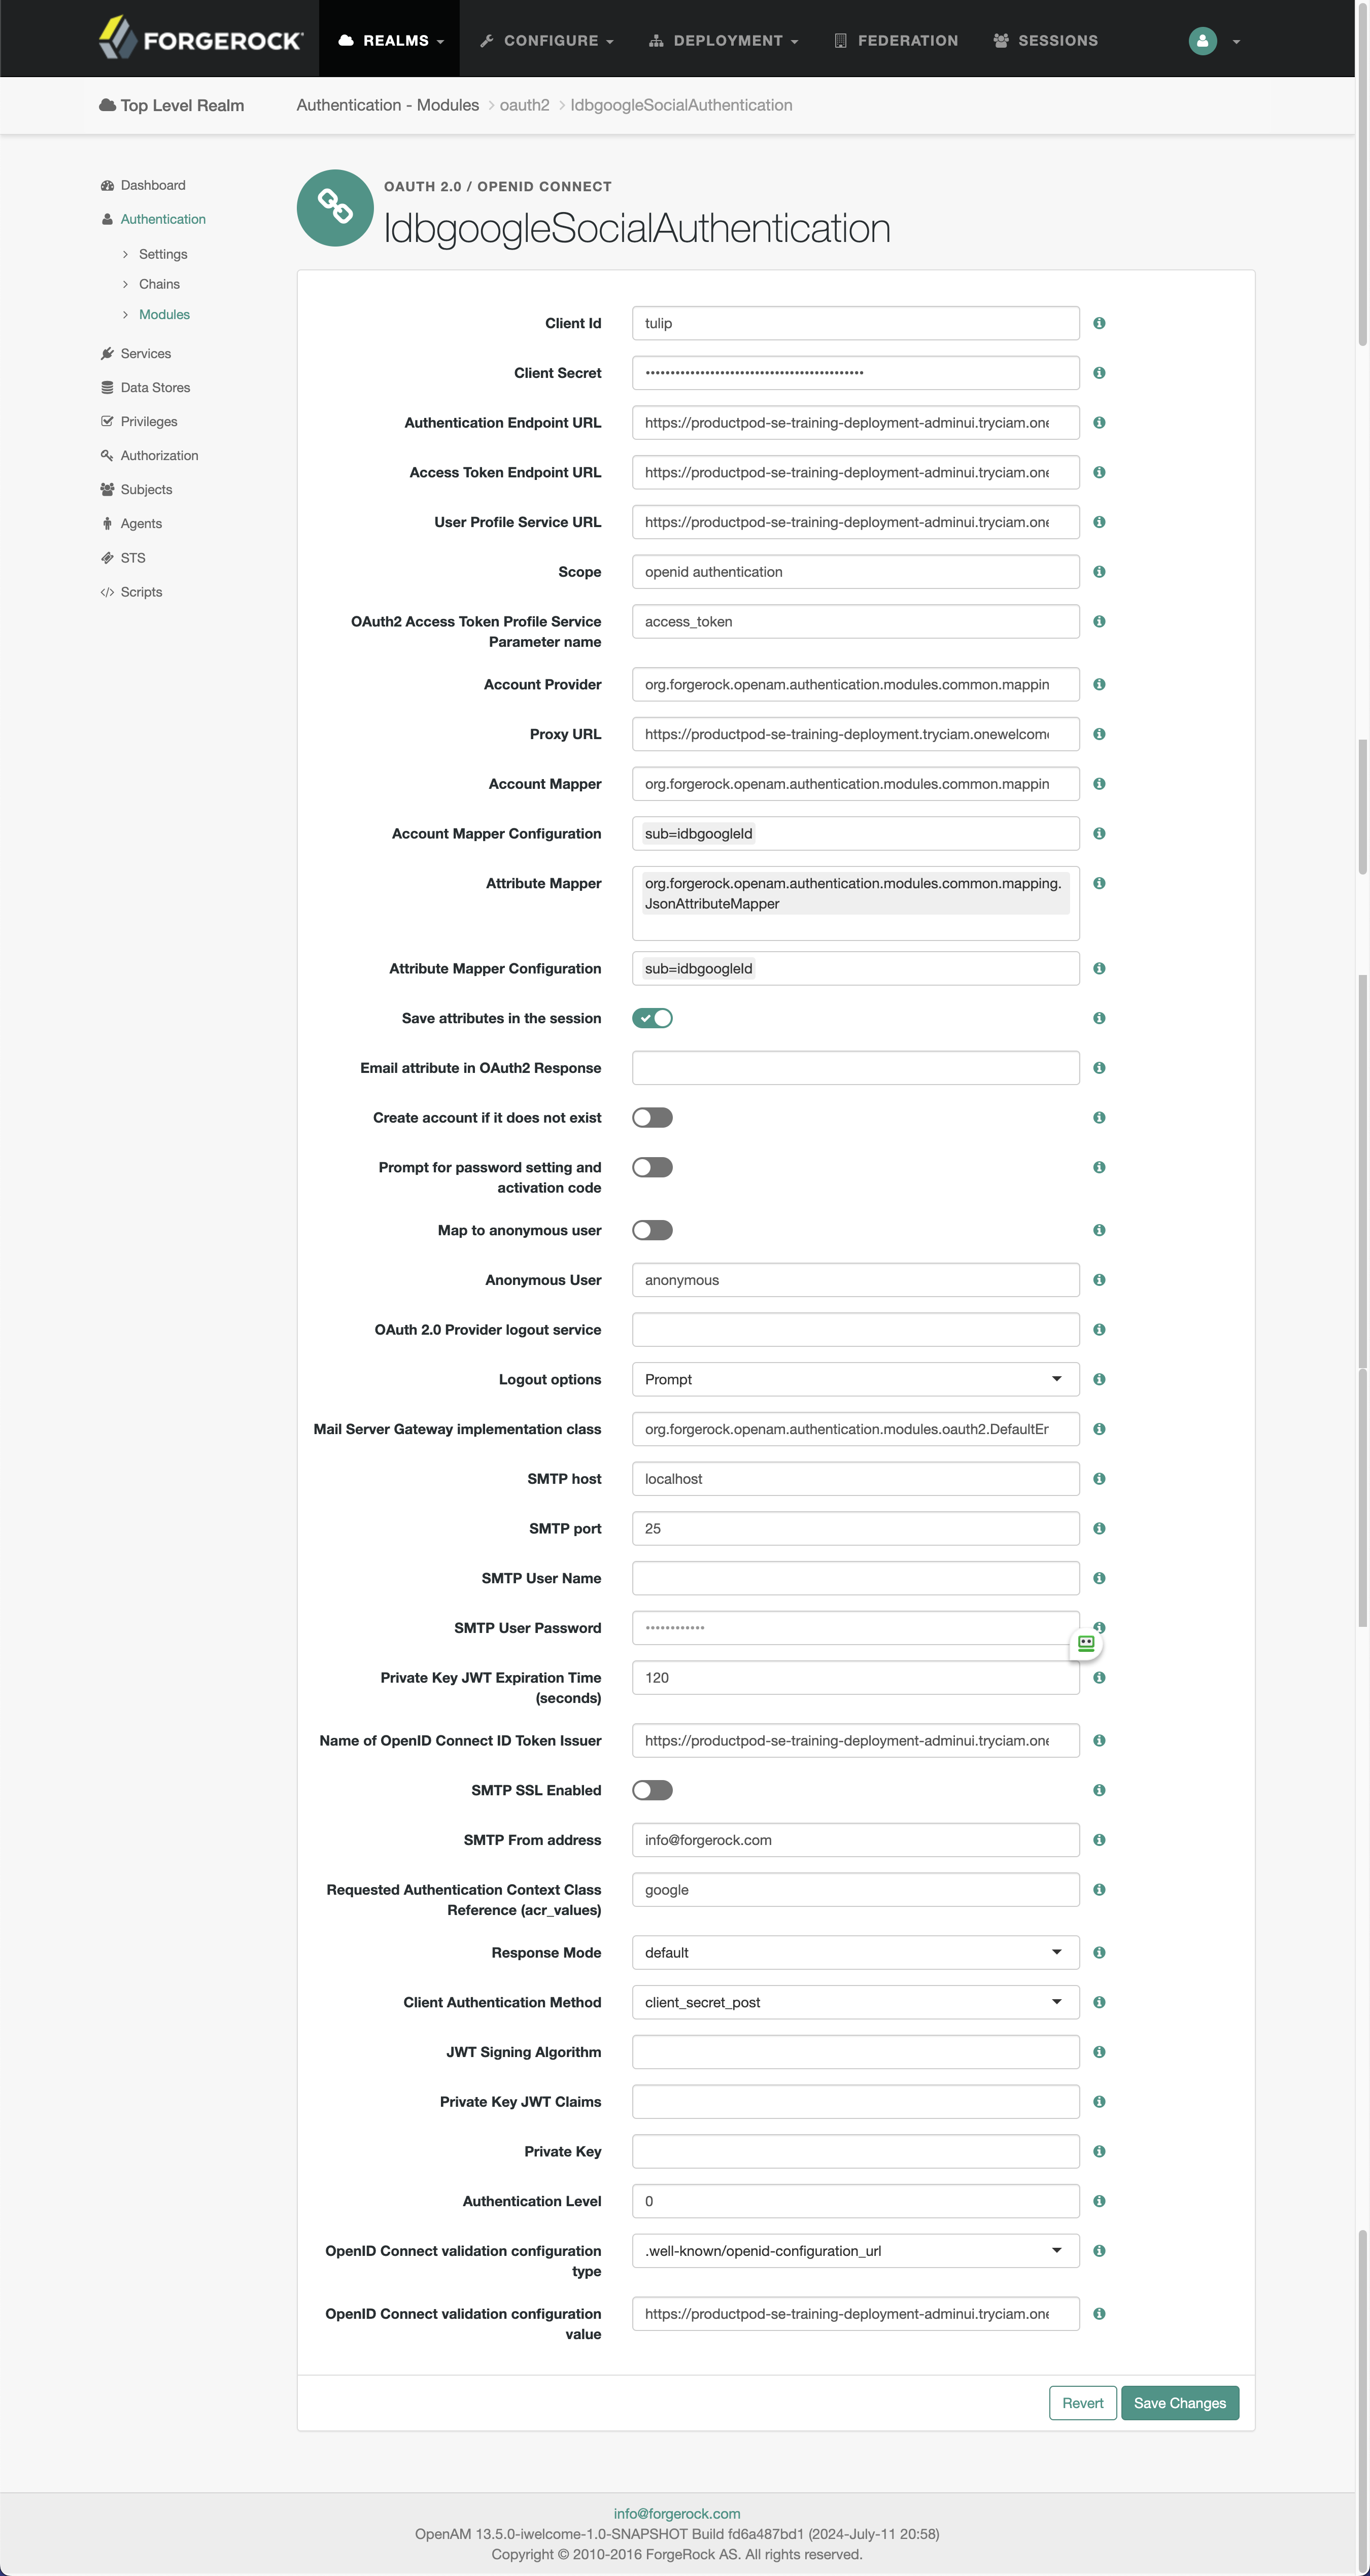 FORGEROCK
REALMS
CONFIGURE
DEPLOYMENT
FEDERATION
SESSIONS
Top Level Realm
Authentication - Modules > oauth2 > IdbgoogleSocialAuthentication
Dashboard
Authentication
Settings
Chains
Modules
Services
Data Stores
Privileges
Authorization
Subjects
Agents
STS
Scripts
OAUTH 2.0 / OPENID CONNECT
IdbgoogleSocialAuthentication
Client Id
tulip
Client Secret
Authentication Endpoint URL
https://productpod-se-training-deployment-adminui.tryciam.one
Access Token Endpoint URL
https://productpod-se-training-deployment-adminui.tryciam.one
User Profile Service URL
https://productpod-se-training-deployment-adminui.tryciam.one
Scope
openid authentication
OAuth2 Access Token Profile Service
Parameter name
access_token
Account Provider
org.forgerock.openam.authentication.modules.common.mappin
Proxy URL
https://productpod-se-training-deployment.tryciam.onewelcom
Account Mapper
org.forgerock.openam.authentication.modules.common.mappin
Account Mapper Configuration
sub=idbgoogleId
Attribute Mapper
org.forgerock.openam.authentication.modules.common.mapping.
JsonAttributeMapper
Attribute Mapper Configuration
sub=idbgoogleId
Save attributes in the session
Email attribute in OAuth2 Response
Create account if it does not exist
Prompt for password setting and
activation code
Map to anonymous user
Anonymous User
anonymous
OAuth 2.0 Provider logout service
Logout options
Prompt
Mail Server Gateway implementation class
org.forgerock.openam.authentication.modules.oauth2.DefaultEr
SMTP host
localhost
SMTP port
25
SMTP User Name
SMTP User Password
Private Key JWT Expiration Time
(seconds)
120
Name of OpenID Connect ID Token Issuer
https://productpod-se-training-deployment-adminui.tryciam.one
SMTP SSL Enabled
SMTP From address
info@forgerock.com
Requested Authentication Context Class
Reference (acr_values)
google
Response Mode
default
Client Authentication Method
client_secret_post
JWT Signing Algorithm
Private Key JWT Claims
Private Key
Authentication Level
0
OpenID Connect validation configuration
type
.well-known/openid-configuration_url
OpenID Connect validation configuration
value
https://productpod-se-training-deployment-adminui.tryciam.one
Revert
Save Changes
info@forgerock.com
OpenAM 13.5.0-iwelcome-1.0-SNAPSHOT Build fd6a487bd1 (2024-July-11 20:58)
Copyright © 2010-2016 ForgeRock AS. All rights reserved.